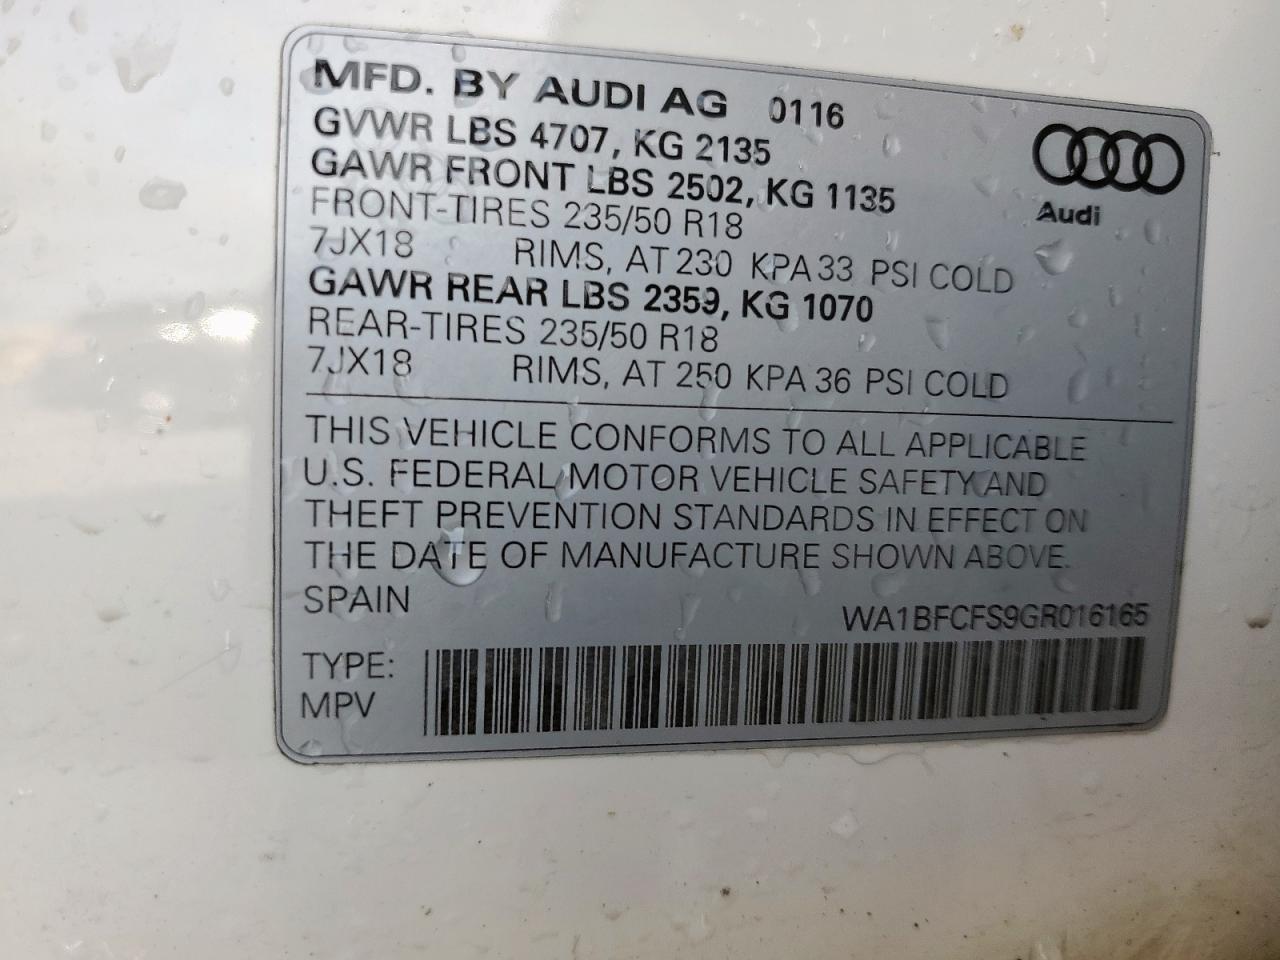 MFD. BY AUDI AG 0116
GVWR LBS 4707, KG 2135
GAWR FRONT LBS 2502, KG 1135
FRONT-TIRES 235/50 R18
7JX18 RIMS, AT 230 KPA 33 PSI COLD
GAWR REAR LBS 2359, KG 1070
REAR-TIRES 235/50 R18
7JX18 RIMS, AT 250 KPA 36 PSI COLD
Audi
THIS VEHICLE CONFORMS TO ALL APPLICABLE
U.S. FEDERAL MOTOR VEHICLE SAFETY AND
THEFT PREVENTION STANDARDS IN EFFECT ON
THE DATE OF MANUFACTURE SHOWN ABOVE.
SPAIN WA1BFCFS9GR016165
TYPE:
MPV